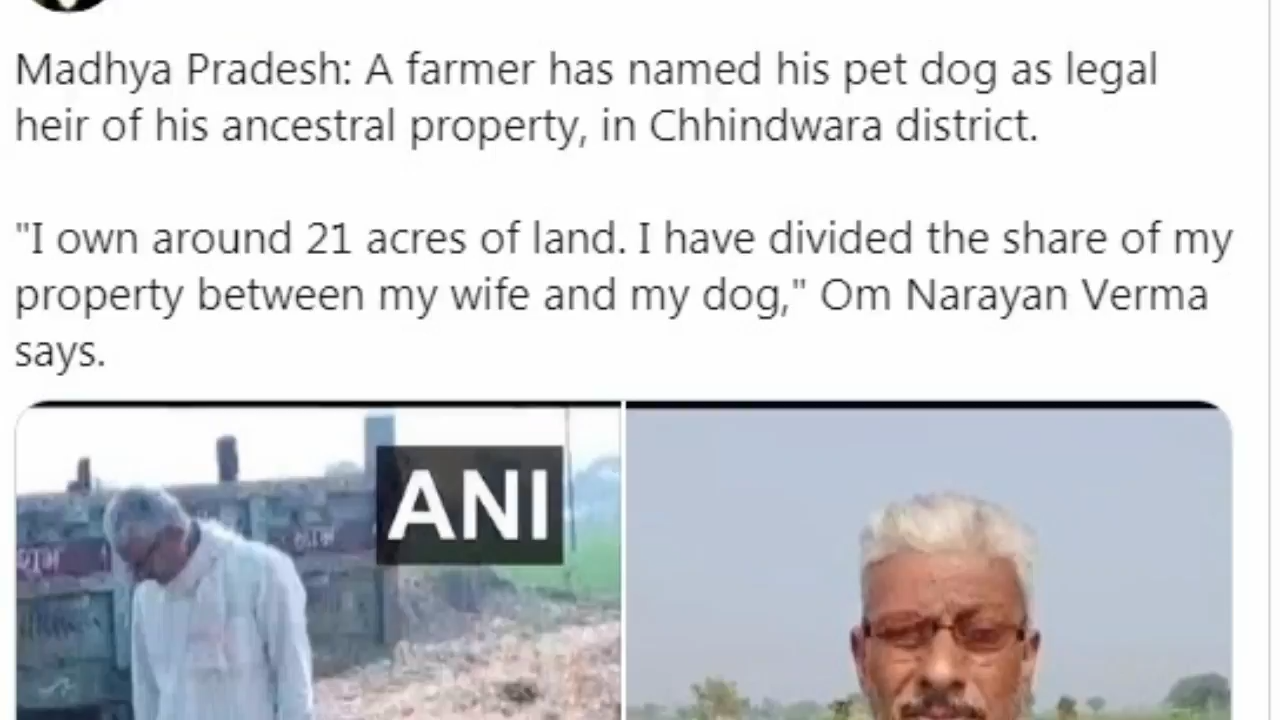 Madhya Pradesh: A farmer has named his pet dog as legal
heir of his ancestral property, in Chhindwara district.
"I own around 21 acres of land. I have divided the share of my
property between my wife and my dog," Om Narayan Verma
says.
ANI
शुभ
लाभ